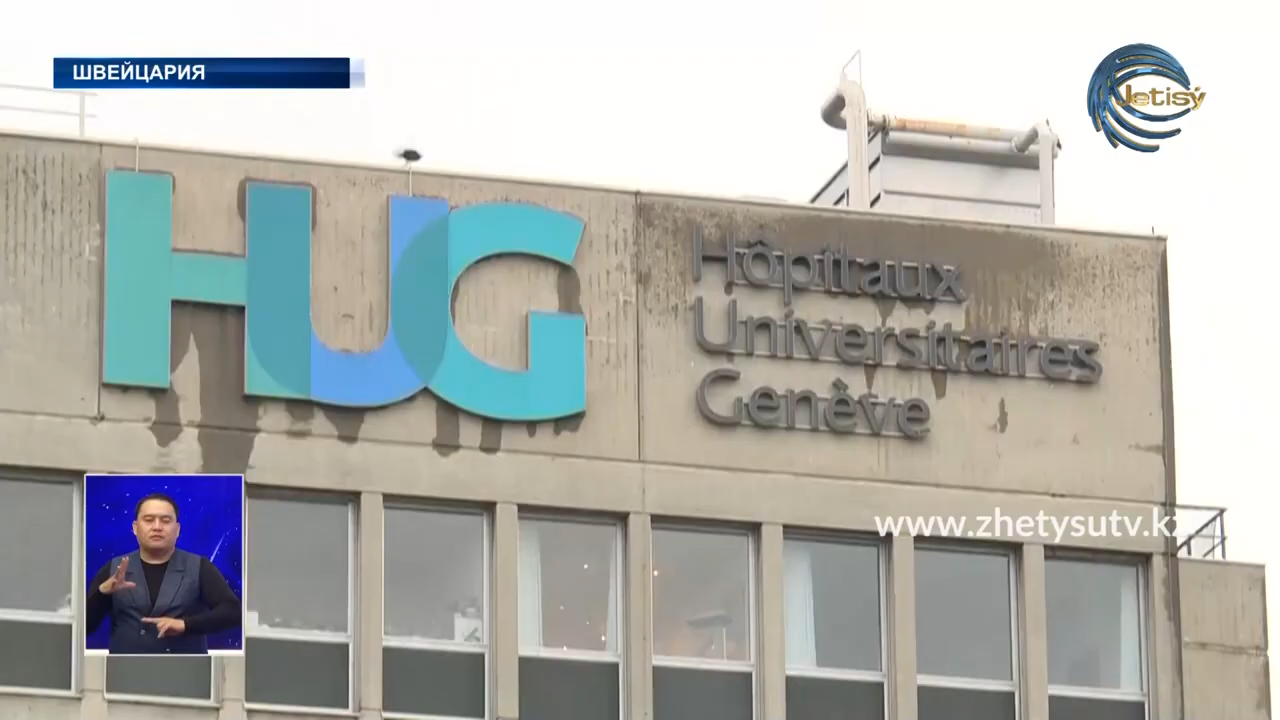 ШВЕЙЦАРИЯ
Jetisý
HUG
Hôpitaux
Universitaires
Genève
www.zhetysutv.kz